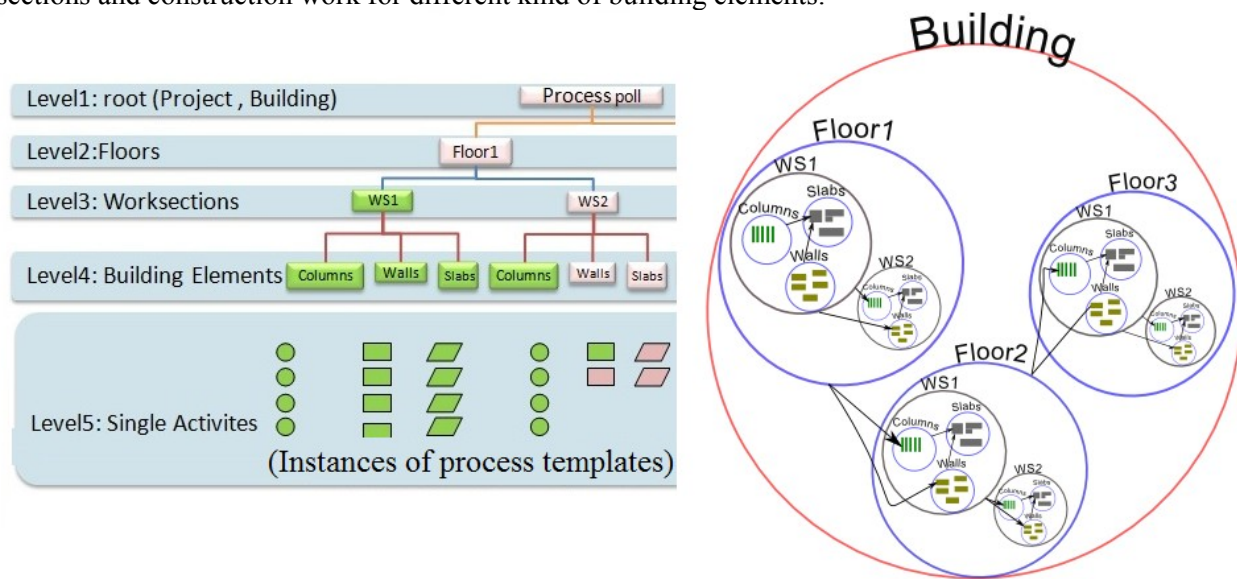 sections and construction work for different kind of building elements.
Level1: root (Project , Building)
Process poll
Level2:Floors
Floor1
Level3: Worksections
WS1
WS2
Level4: Building Elements
Columns
Walls
Slabs
Columns
Walls
Slabs
Level5: Single Activites
(Instances of process templates)
Building
Floor1
WS1
Slabs
Columns
Walls
WS2
Slabs
Columns
Walls
Floor3
WS1
Slabs
Columns
Walls
WS2
Slabs
Columns
Walls
Floor2
WS1
Slabs
Columns
Walls
WS2
Slabs
Columns
Walls